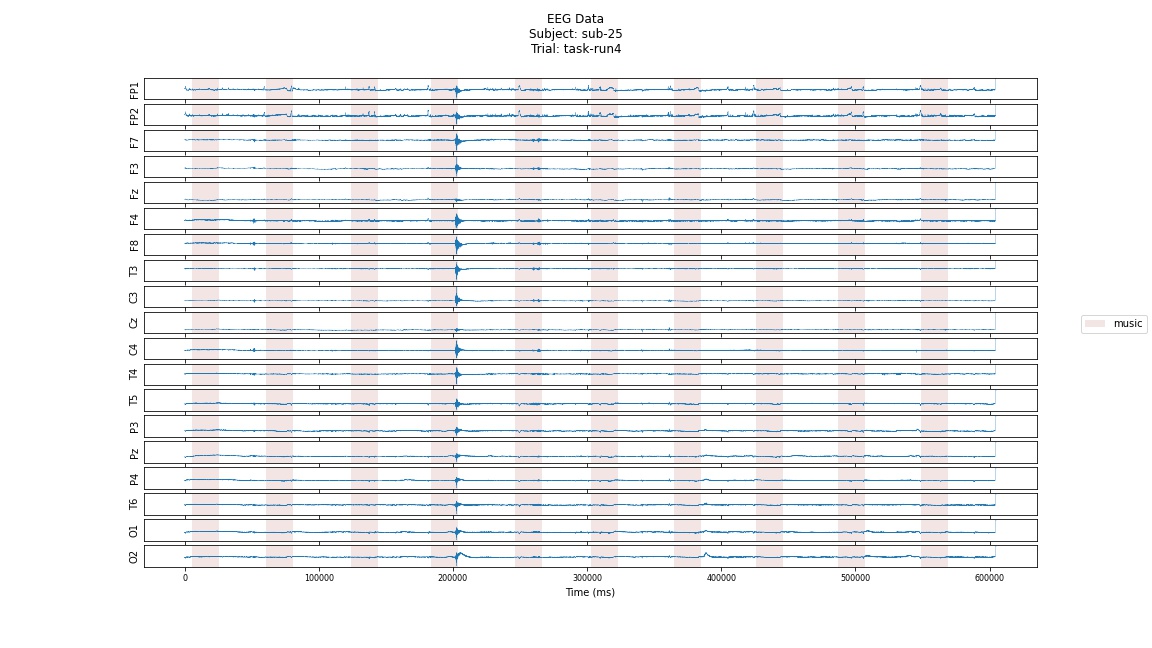 EEG Data
Subject: sub-25
Trial: task-run4
FP1
FP2
F7
F3
Fz
F4
F8
T3
C3
Cz
C4
T4
T5
P3
Pz
P4
T6
O1
O2
music
0 100000 200000 300000 400000 500000 600000
Time (ms)